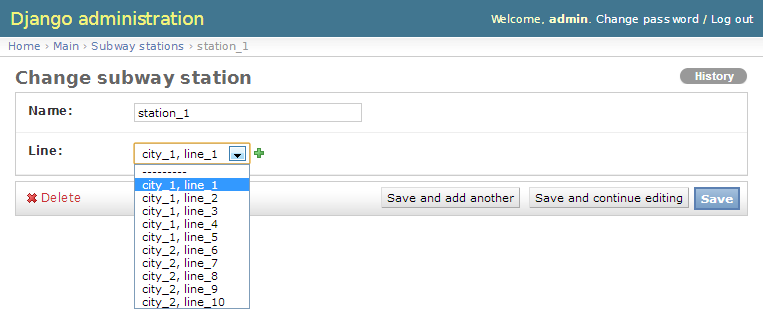 Django administration
Welcome, admin. Change password / Log out
Home › Main › Subway stations › station_1
Change subway station
History
Name:
station_1
Line:
city_1, line_1
---------
city_1, line_1
city_1, line_2
city_1, line_3
city_1, line_4
city_1, line_5
city_2, line_6
city_2, line_7
city_2, line_8
city_2, line_9
city_2, line_10
Delete
Save and add another
Save and continue editing
Save